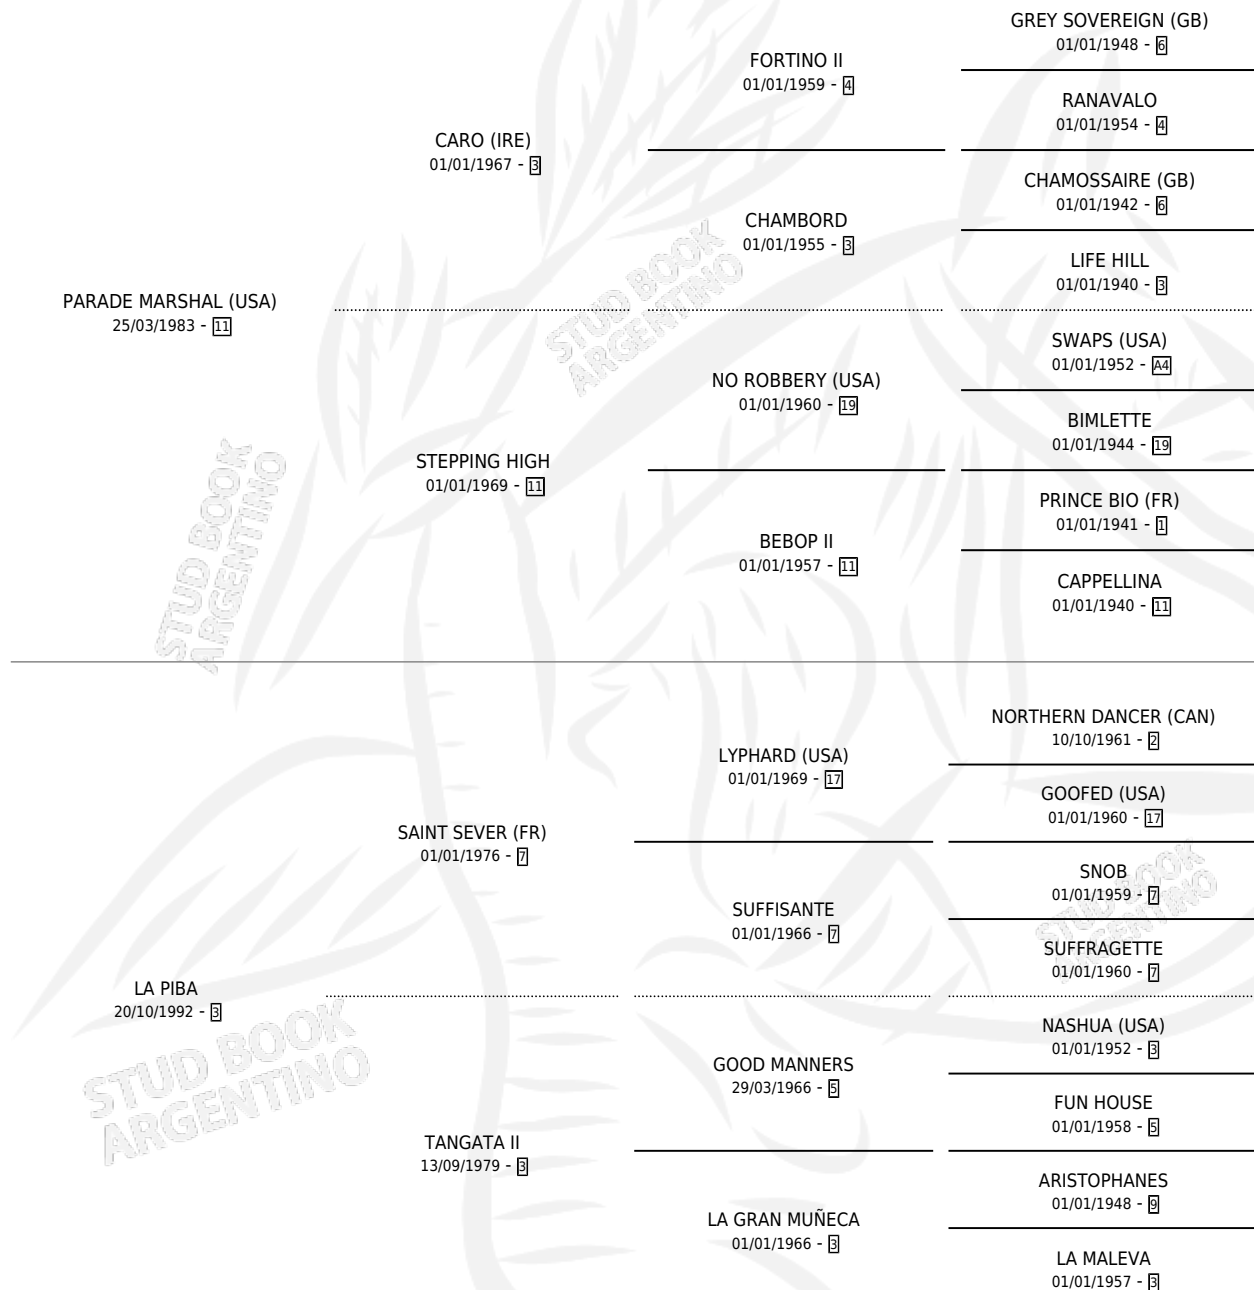 GREY SOVEREIGN (GB)
01/01/1948 - 6
FORTINO II
01/01/1959 - 4
RANAVALO
01/01/1954 - 4
CARO (IRE)
01/01/1967 - 3
CHAMOSSAIRE (GB)
01/01/1942 - 6
CHAMBORD
01/01/1955 - 3
LIFE HILL
01/01/1940 - 3
PARADE MARSHAL (USA)
25/03/1983 - 11
SWAPS (USA)
01/01/1952 - A4
NO ROBBERY (USA)
01/01/1960 - 19
BIMLETTE
01/01/1944 - 19
STEPPING HIGH
01/01/1969 - 11
PRINCE BIO (FR)
01/01/1941 - 1
BEBOP II
01/01/1957 - 11
CAPPELLINA
01/01/1940 - 11
STUD BOOK
ARGENTINO
STUD BOOK
ARGENTINO
NORTHERN DANCER (CAN)
10/10/1961 - 2
LYPHARD (USA)
01/01/1969 - 17
GOOFED (USA)
01/01/1960 - 17
SAINT SEVER (FR)
01/01/1976 - 7
SNOB
01/01/1959 - 7
SUFFISANTE
01/01/1966 - 7
SUFFRAGETTE
01/01/1960 - 7
LA PIBA
20/10/1992 - 3
NASHUA (USA)
01/01/1952 - 3
GOOD MANNERS
29/03/1966 - 5
FUN HOUSE
01/01/1958 - 5
TANGATA II
13/09/1979 - 3
ARISTOPHANES
01/01/1948 - 9
LA GRAN MUÑECA
01/01/1966 - 3
LA MALEVA
01/01/1957 - 3
STUD BOOK
ARGENTINO
STUD BOOK
ARGENTINO